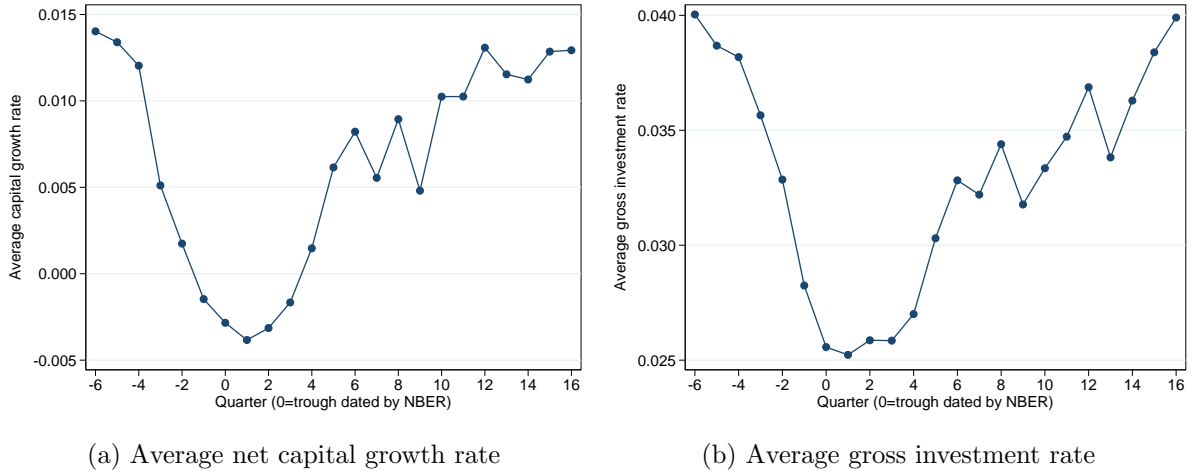 0.015
0.010
0.005
0.000
-0.005
Average capital growth rate
-6 -4 -2 0 2 4 6 8 10 12 14 16
Quarter (0=trough dated by NBER)
(a) Average net capital growth rate
0.040
0.035
0.030
0.025
Average gross investment rate
-6 -4 -2 0 2 4 6 8 10 12 14 16
Quarter (0=trough dated by NBER)
(b) Average gross investment rate